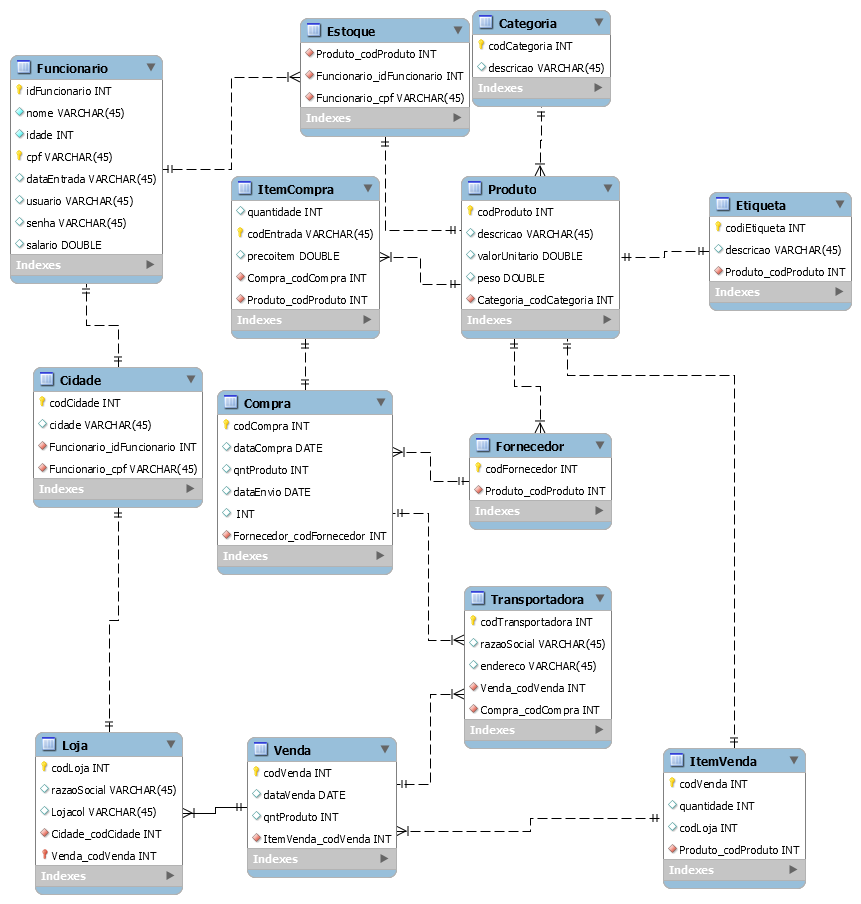 Funcionario
idFuncionario INT
nome VARCHAR(45)
idade INT
cpf VARCHAR(45)
dataEntrada VARCHAR(45)
usuario VARCHAR(45)
senha VARCHAR(45)
salario DOUBLE
Indexes
Estoque
Produto_codProduto INT
Funcionario_idFuncionario INT
Funcionario_cpf VARCHAR(45)
Indexes
Categoria
codCategoria INT
descricao VARCHAR(45)
Indexes
ItemCompra
quantidade INT
codEntrada VARCHAR(45)
precoitem DOUBLE
Compra_codCompra INT
Produto_codProduto INT
Indexes
Produto
codProduto INT
descricao VARCHAR(45)
valorUnitario DOUBLE
peso DOUBLE
Categoria_codCategoria INT
Indexes
Etiqueta
codiEtiqueta INT
descricao VARCHAR(45)
Produto_codProduto INT
Indexes
Cidade
codCidade INT
cidade VARCHAR(45)
Funcionario_idFuncionario INT
Funcionario_cpf VARCHAR(45)
Indexes
Compra
codCompra INT
dataCompra DATE
qntProduto INT
dataEnvio DATE
INT
Fornecedor_codFornecedor INT
Indexes
Fornecedor
codFornecedor INT
Produto_codProduto INT
Indexes
Transportadora
codTransportadora INT
razaoSocial VARCHAR(45)
endereco VARCHAR(45)
Venda_codVenda INT
Compra_codCompra INT
Indexes
Loja
codLoja INT
razaoSocial VARCHAR(45)
Lojacol VARCHAR(45)
Cidade_codCidade INT
Venda_codVenda INT
Indexes
Venda
codVenda INT
dataVenda DATE
qntProduto INT
ItemVenda_codVenda INT
Indexes
ItemVenda
codVenda INT
quantidade INT
codLoja INT
Produto_codProduto INT
Indexes